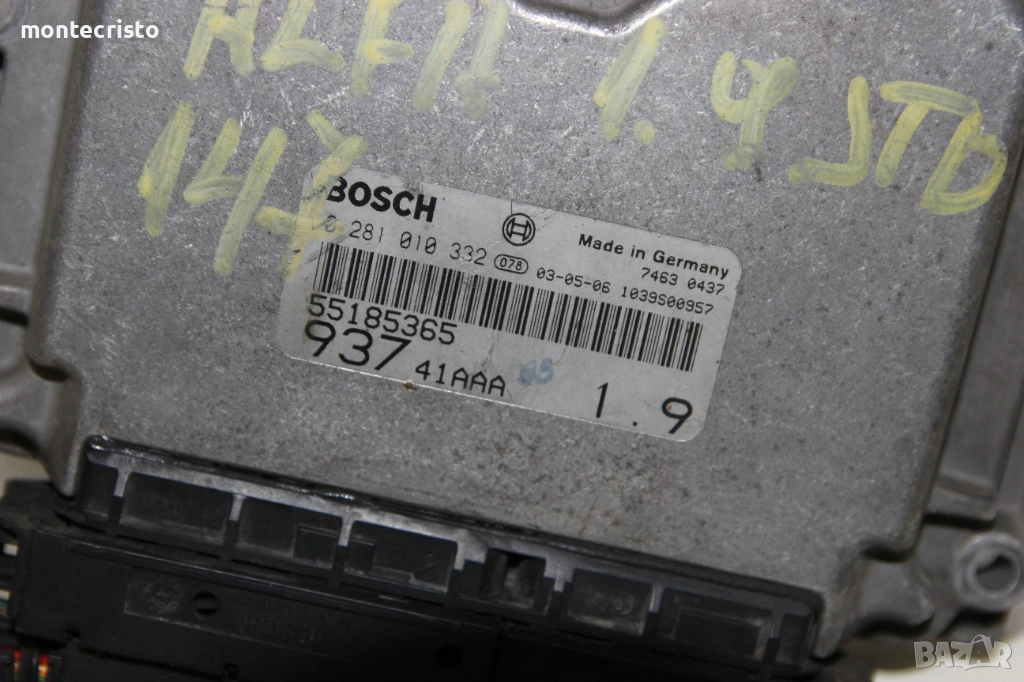 montecristo
ALFA 1.9 JTD
147
BOSCH
0 281 010 332 078 03-05-06 1039S00957
Made in Germany
7463 0437
55185365
937 41AAA 1.9
BOSCH
BAZAR